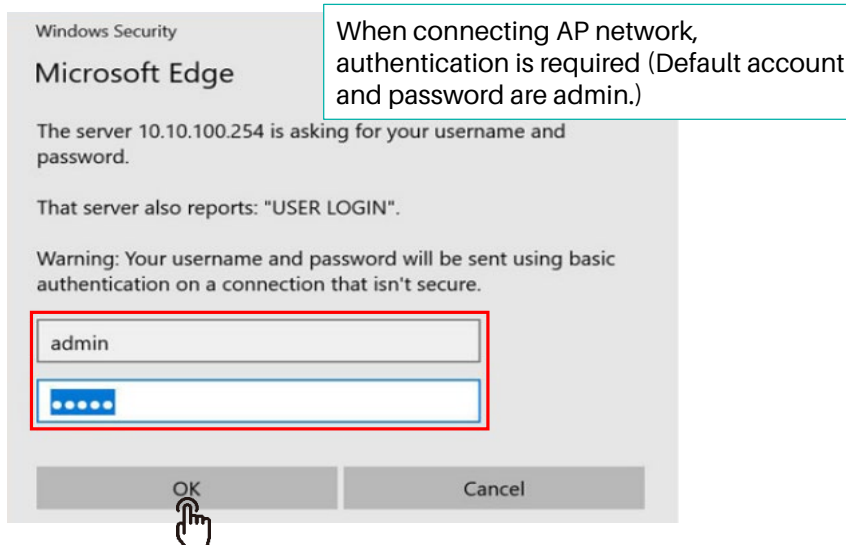 Windows Security
Microsoft Edge
When connecting AP network,
authentication is required (Default account
and password are admin.)
The server 10.10.100.254 is asking for your username and
password.
That server also reports: "USER LOGIN".
Warning: Your username and password will be sent using basic
authentication on a connection that isn't secure.
admin
•••••
OK
Cancel